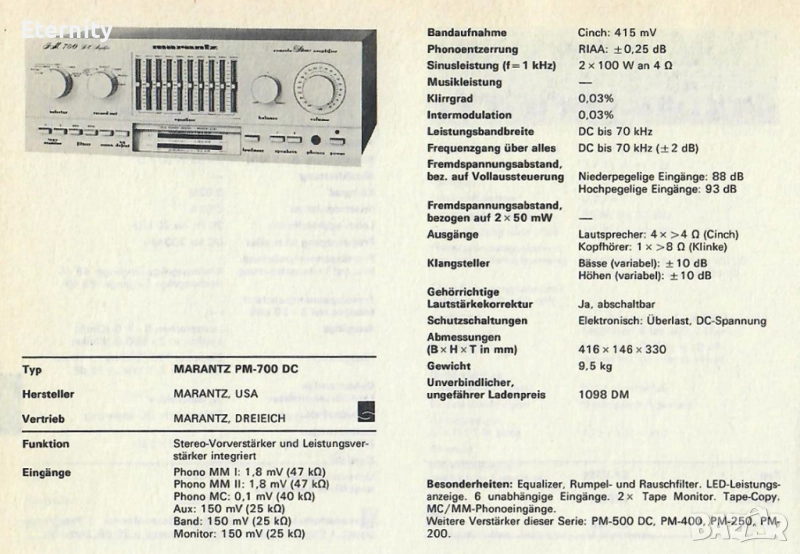 Eternity
PM 700 DC Audio
marantz
console Stereo amplifier
selector
record out
equalizer
balance
volume
filter
loudness
speakers
phones
power
Typ MARANTZ PM-700 DC
Hersteller MARANTZ, USA
Vertrieb MARANTZ, DREIEICH
Funktion Stereo-Vorverstärker und Leistungsver-
stärker integriert
Eingänge Phono MM I: 1,8 mV (47 kΩ)
Phono MM II: 1,8 mV (47 kΩ)
Phono MC: 0,1 mV (40 kΩ)
Aux: 150 mV (25 kΩ)
Band: 150 mV (25 kΩ)
Monitor: 150 mV (25 kΩ)
Bandaufnahme Cinch: 415 mV
Phonoentzerrung RIAA: ±0,25 dB
Sinusleistung (f = 1 kHz) 2 × 100 W an 4 Ω
Musikleistung —
Klirrgrad 0,03%
Intermodulation 0,03%
Leistungsbandbreite DC bis 70 kHz
Frequenzgang über alles DC bis 70 kHz (±2 dB)
Fremdspannungsabstand,
bez. auf Vollaussteuerung Niederpegelige Eingänge: 88 dB
Hochpegelige Eingänge: 93 dB
Fremdspannungsabstand,
bezogen auf 2 × 50 mW —
Ausgänge Lautsprecher: 4 × >4 Ω (Cinch)
Kopfhörer: 1 × >8 Ω (Klinke)
Klangsteller Bässe (variabel): ±10 dB
Höhen (variabel): ±10 dB
Gehörrichtige
Lautstärkekorrektur Ja, abschaltbar
Schutzschaltungen Elektronisch: Überlast, DC-Spannung
Abmessungen
(B × H × T in mm) 416 × 146 × 330
Gewicht 9,5 kg
Unverbindlicher,
ungefährer Ladenpreis 1098 DM
Besonderheiten: Equalizer, Rumpel- und Rauschfilter. LED-Leistungs-
anzeige. 6 unabhängige Eingänge. 2× Tape Monitor. Tape-Copy.
MC/MM-Phonoeingänge.
Weitere Verstärker dieser Serie: PM-500 DC, PM-400, PM-250, PM-
200.
bazar